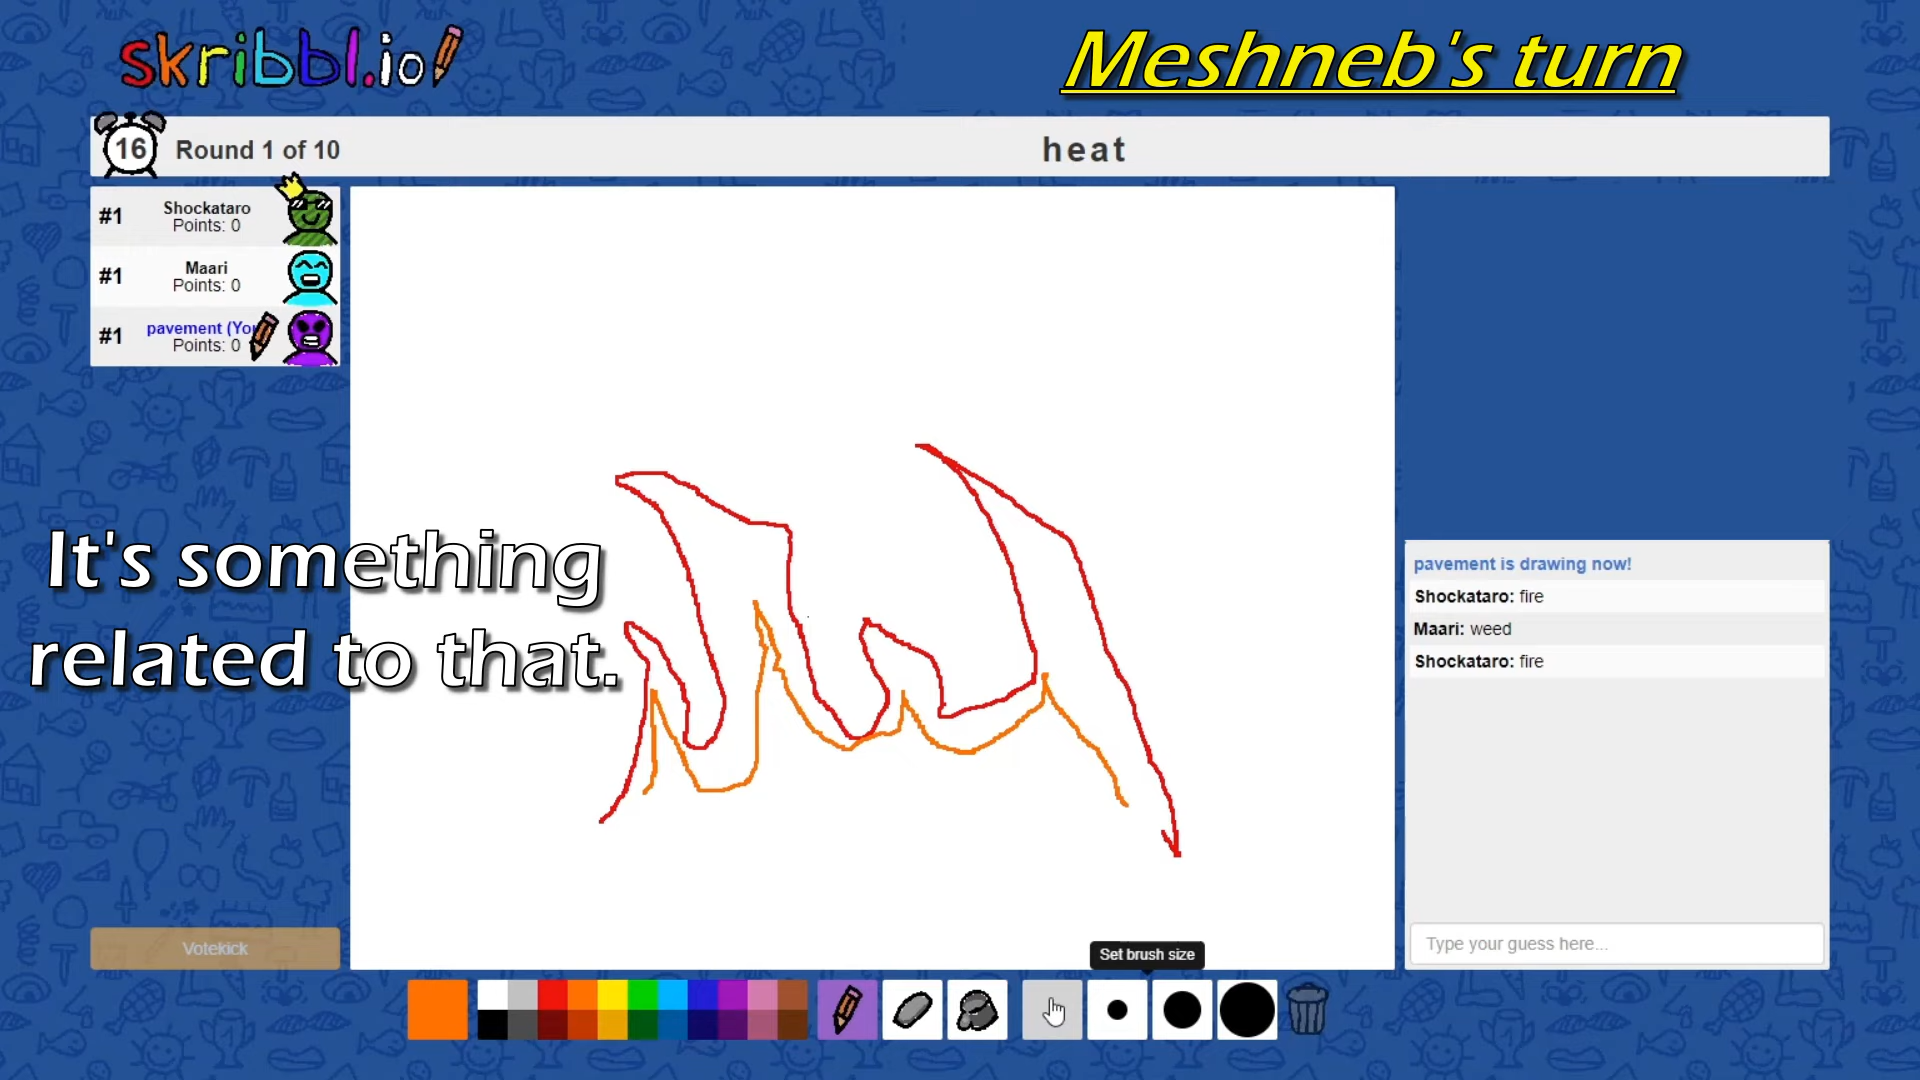 skribbl.io
Meshneb's turn
16
Round 1 of 10
heat
#1
Shockataro
Points: 0
#1
Maari
Points: 0
#1
pavement (You
Points: 0
It's something
related to that.
pavement is drawing now!
Shockataro: fire
Maari: weed
Shockataro: fire
Votekick
Type your guess here...
Set brush size